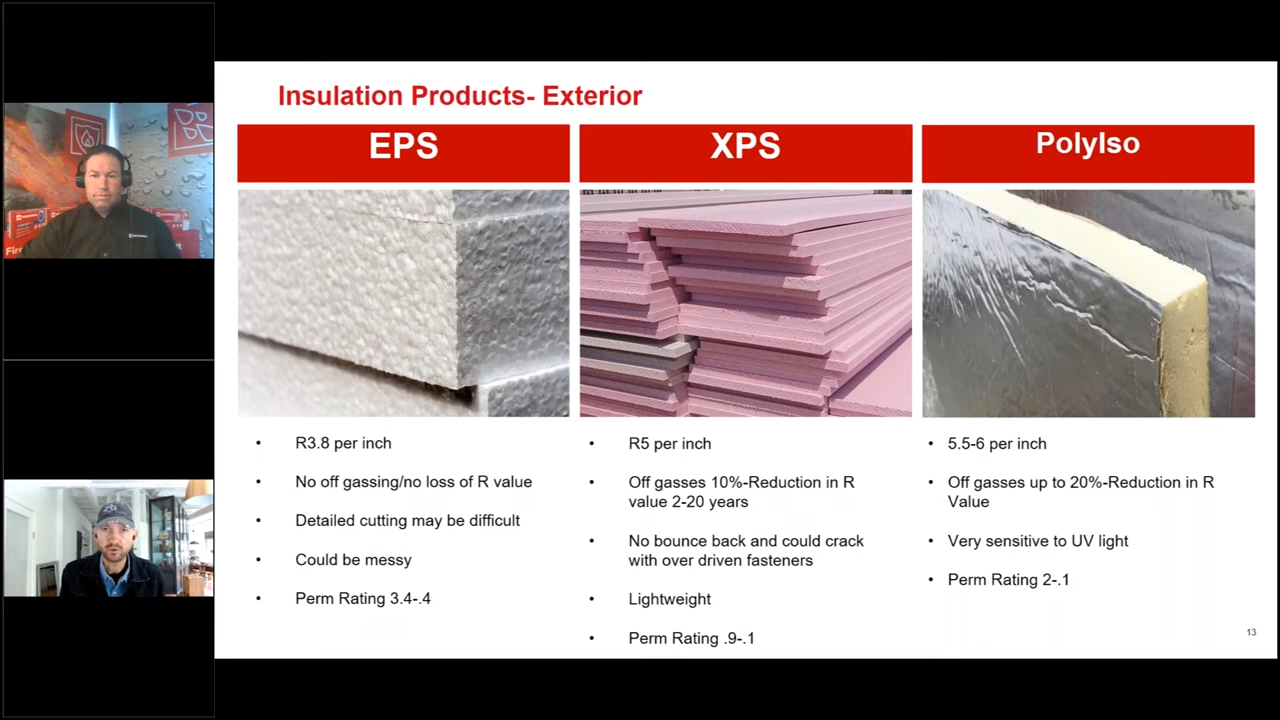 Insulation Products- Exterior
EPS
XPS
PolyIso
• R3.8 per inch
• No off gassing/no loss of R value
• Detailed cutting may be difficult
• Could be messy
• Perm Rating 3.4-.4
• R5 per inch
• Off gasses 10%-Reduction in R
value 2-20 years
• No bounce back and could crack
with over driven fasteners
• Lightweight
• Perm Rating .9-.1
• 5.5-6 per inch
• Off gasses up to 20%-Reduction in R
Value
• Very sensitive to UV light
• Perm Rating 2-.1
13